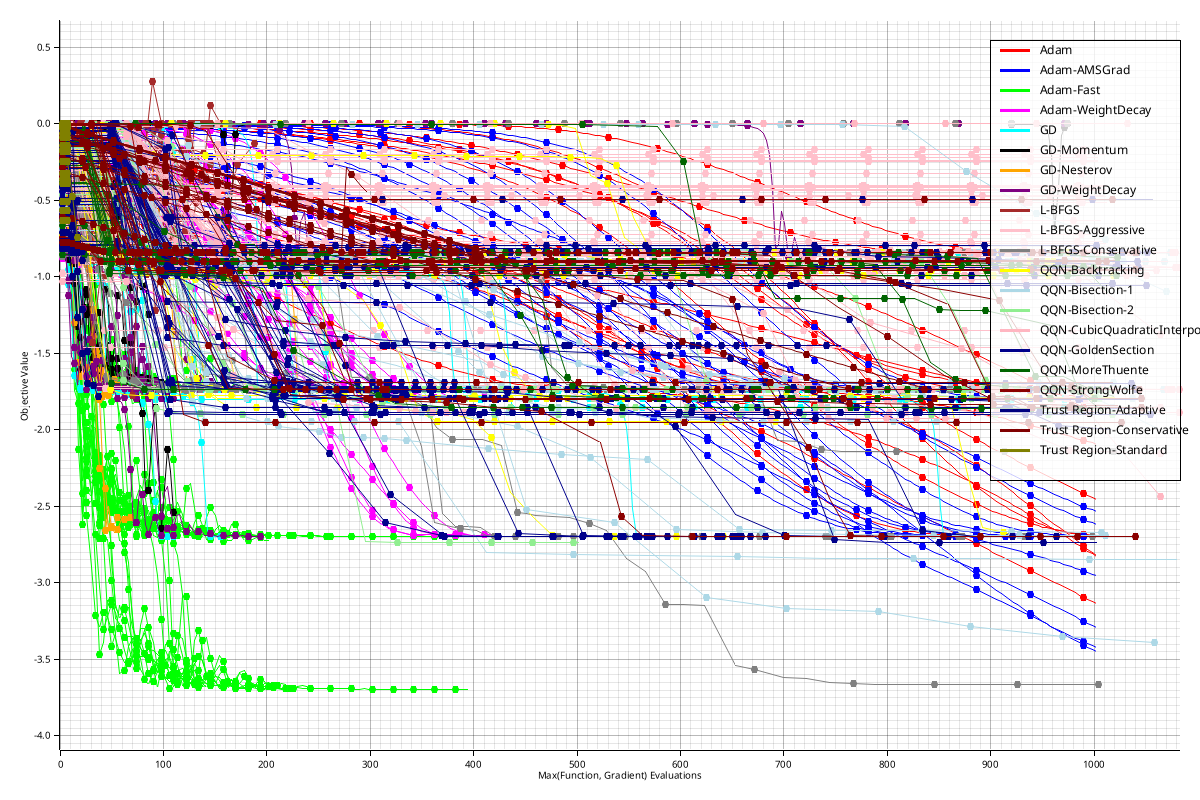 0.5
0.0
-0.5
-1.0
-1.5
-2.0
-2.5
-3.0
-3.5
-4.0
Objective Value
0 100 200 300 400 500 600 700 800 900 1000
Max(Function, Gradient) Evaluations
Adam
Adam-AMSGrad
Adam-Fast
Adam-WeightDecay
GD
GD-Momentum
GD-Nesterov
GD-WeightDecay
L-BFGS
L-BFGS-Aggressive
L-BFGS-Conservative
QQN-Backtracking
QQN-Bisection-1
QQN-Bisection-2
QQN-CubicQuadraticInterpo
QQN-GoldenSection
QQN-MoreThuente
QQN-StrongWolfe
Trust Region-Adaptive
Trust Region-Conservative
Trust Region-Standard